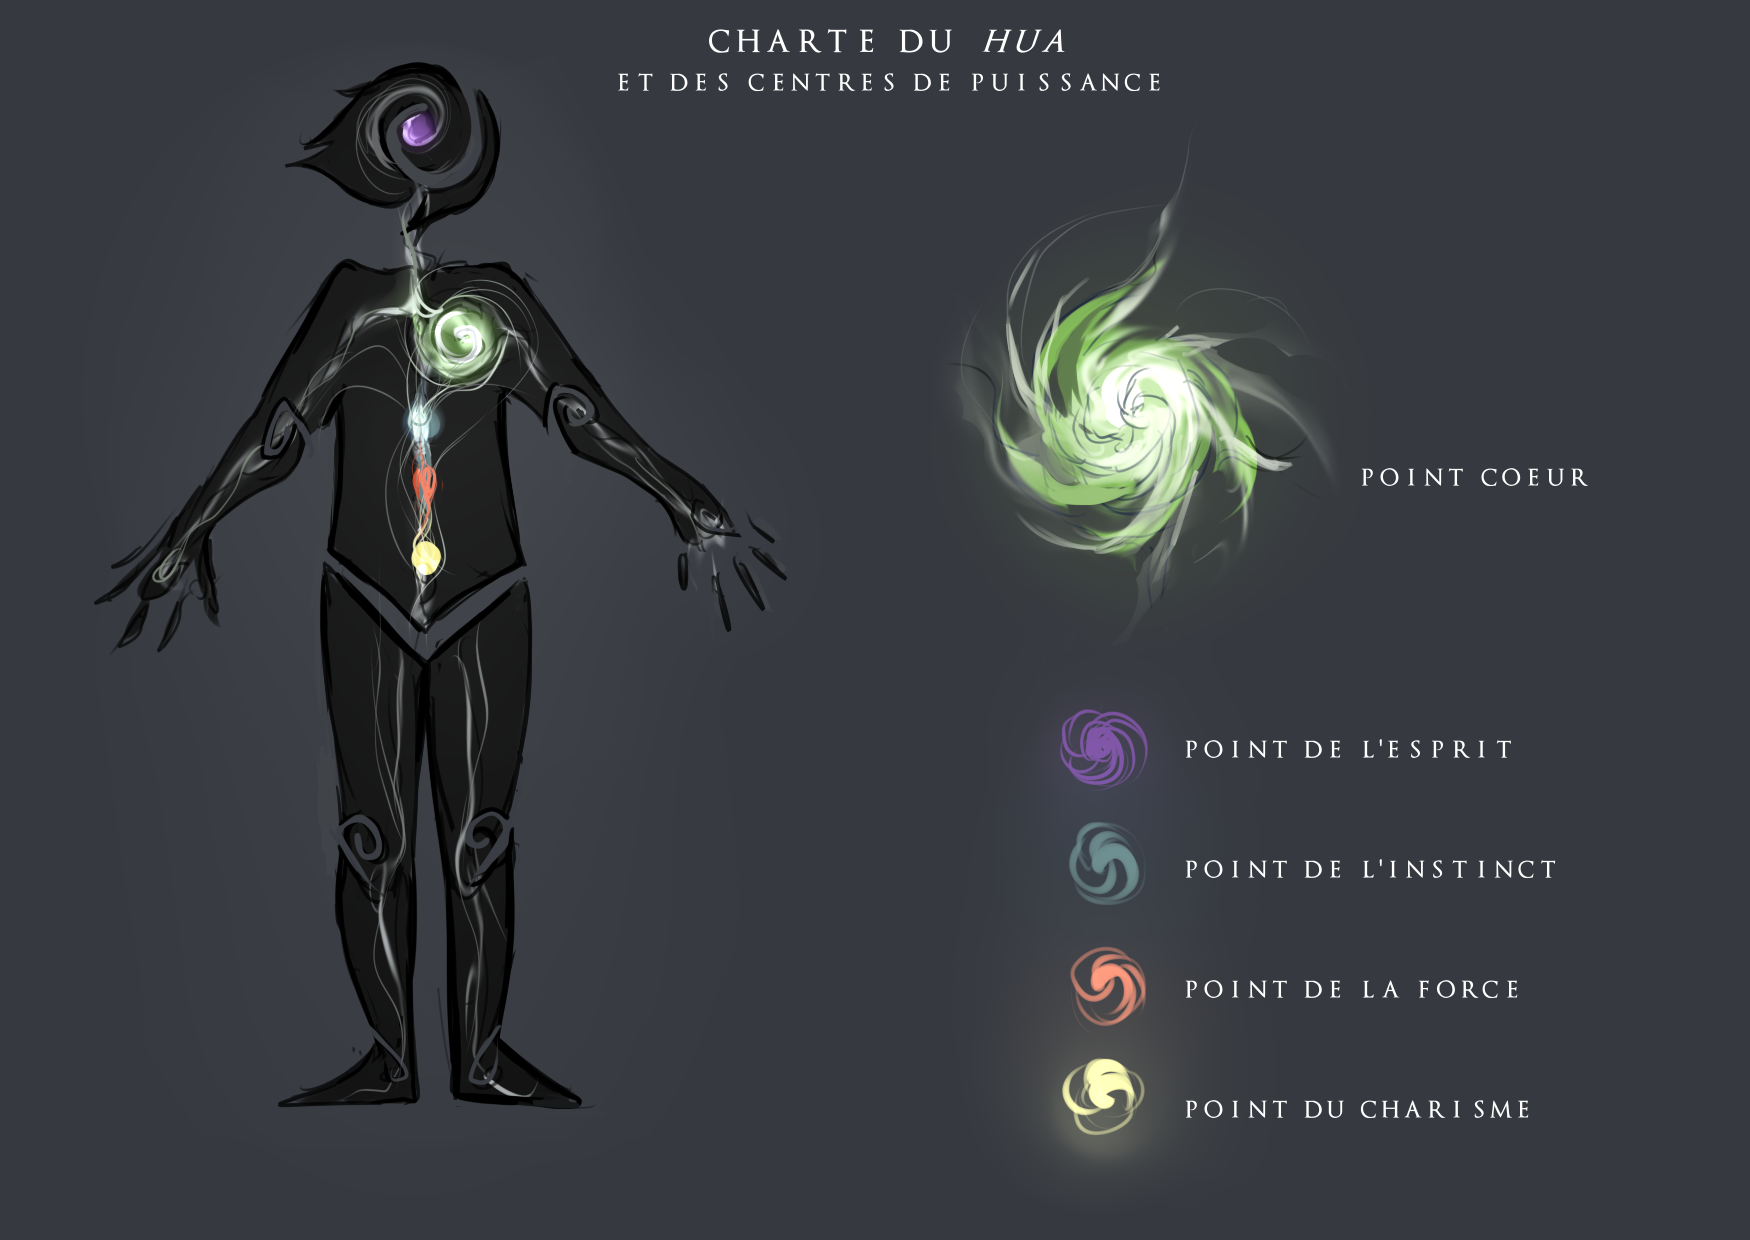 CHARTE DU HUA
ET DES CENTRES DE PUISSANCE
POINT COEUR
POINT DE L'ESPRIT
POINT DE L'INSTINCT
POINT DE LA FORCE
POINT DU CHARISME